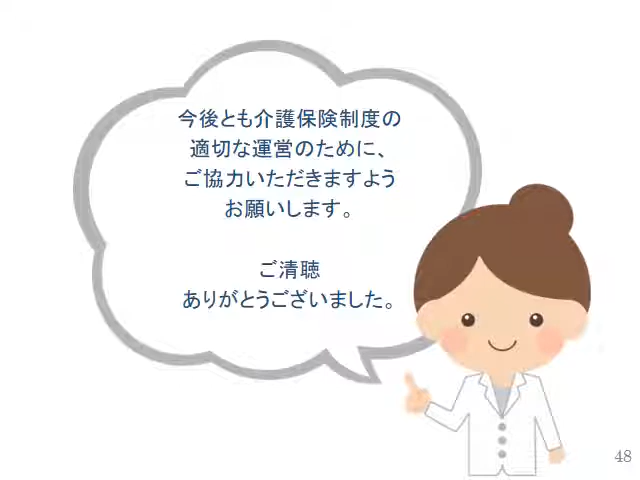 今後とも介護保険制度の
適切な運営のために、
ご協力いただきますよう
お願いします。
ご清聴
ありがとうございました。
48